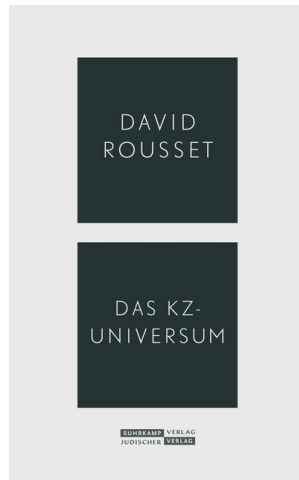 DAVID
ROUSSET
DAS KZ-
UNIVERSUM
SUHRKAMP VERLAG
JÜDISCHER VERLAG